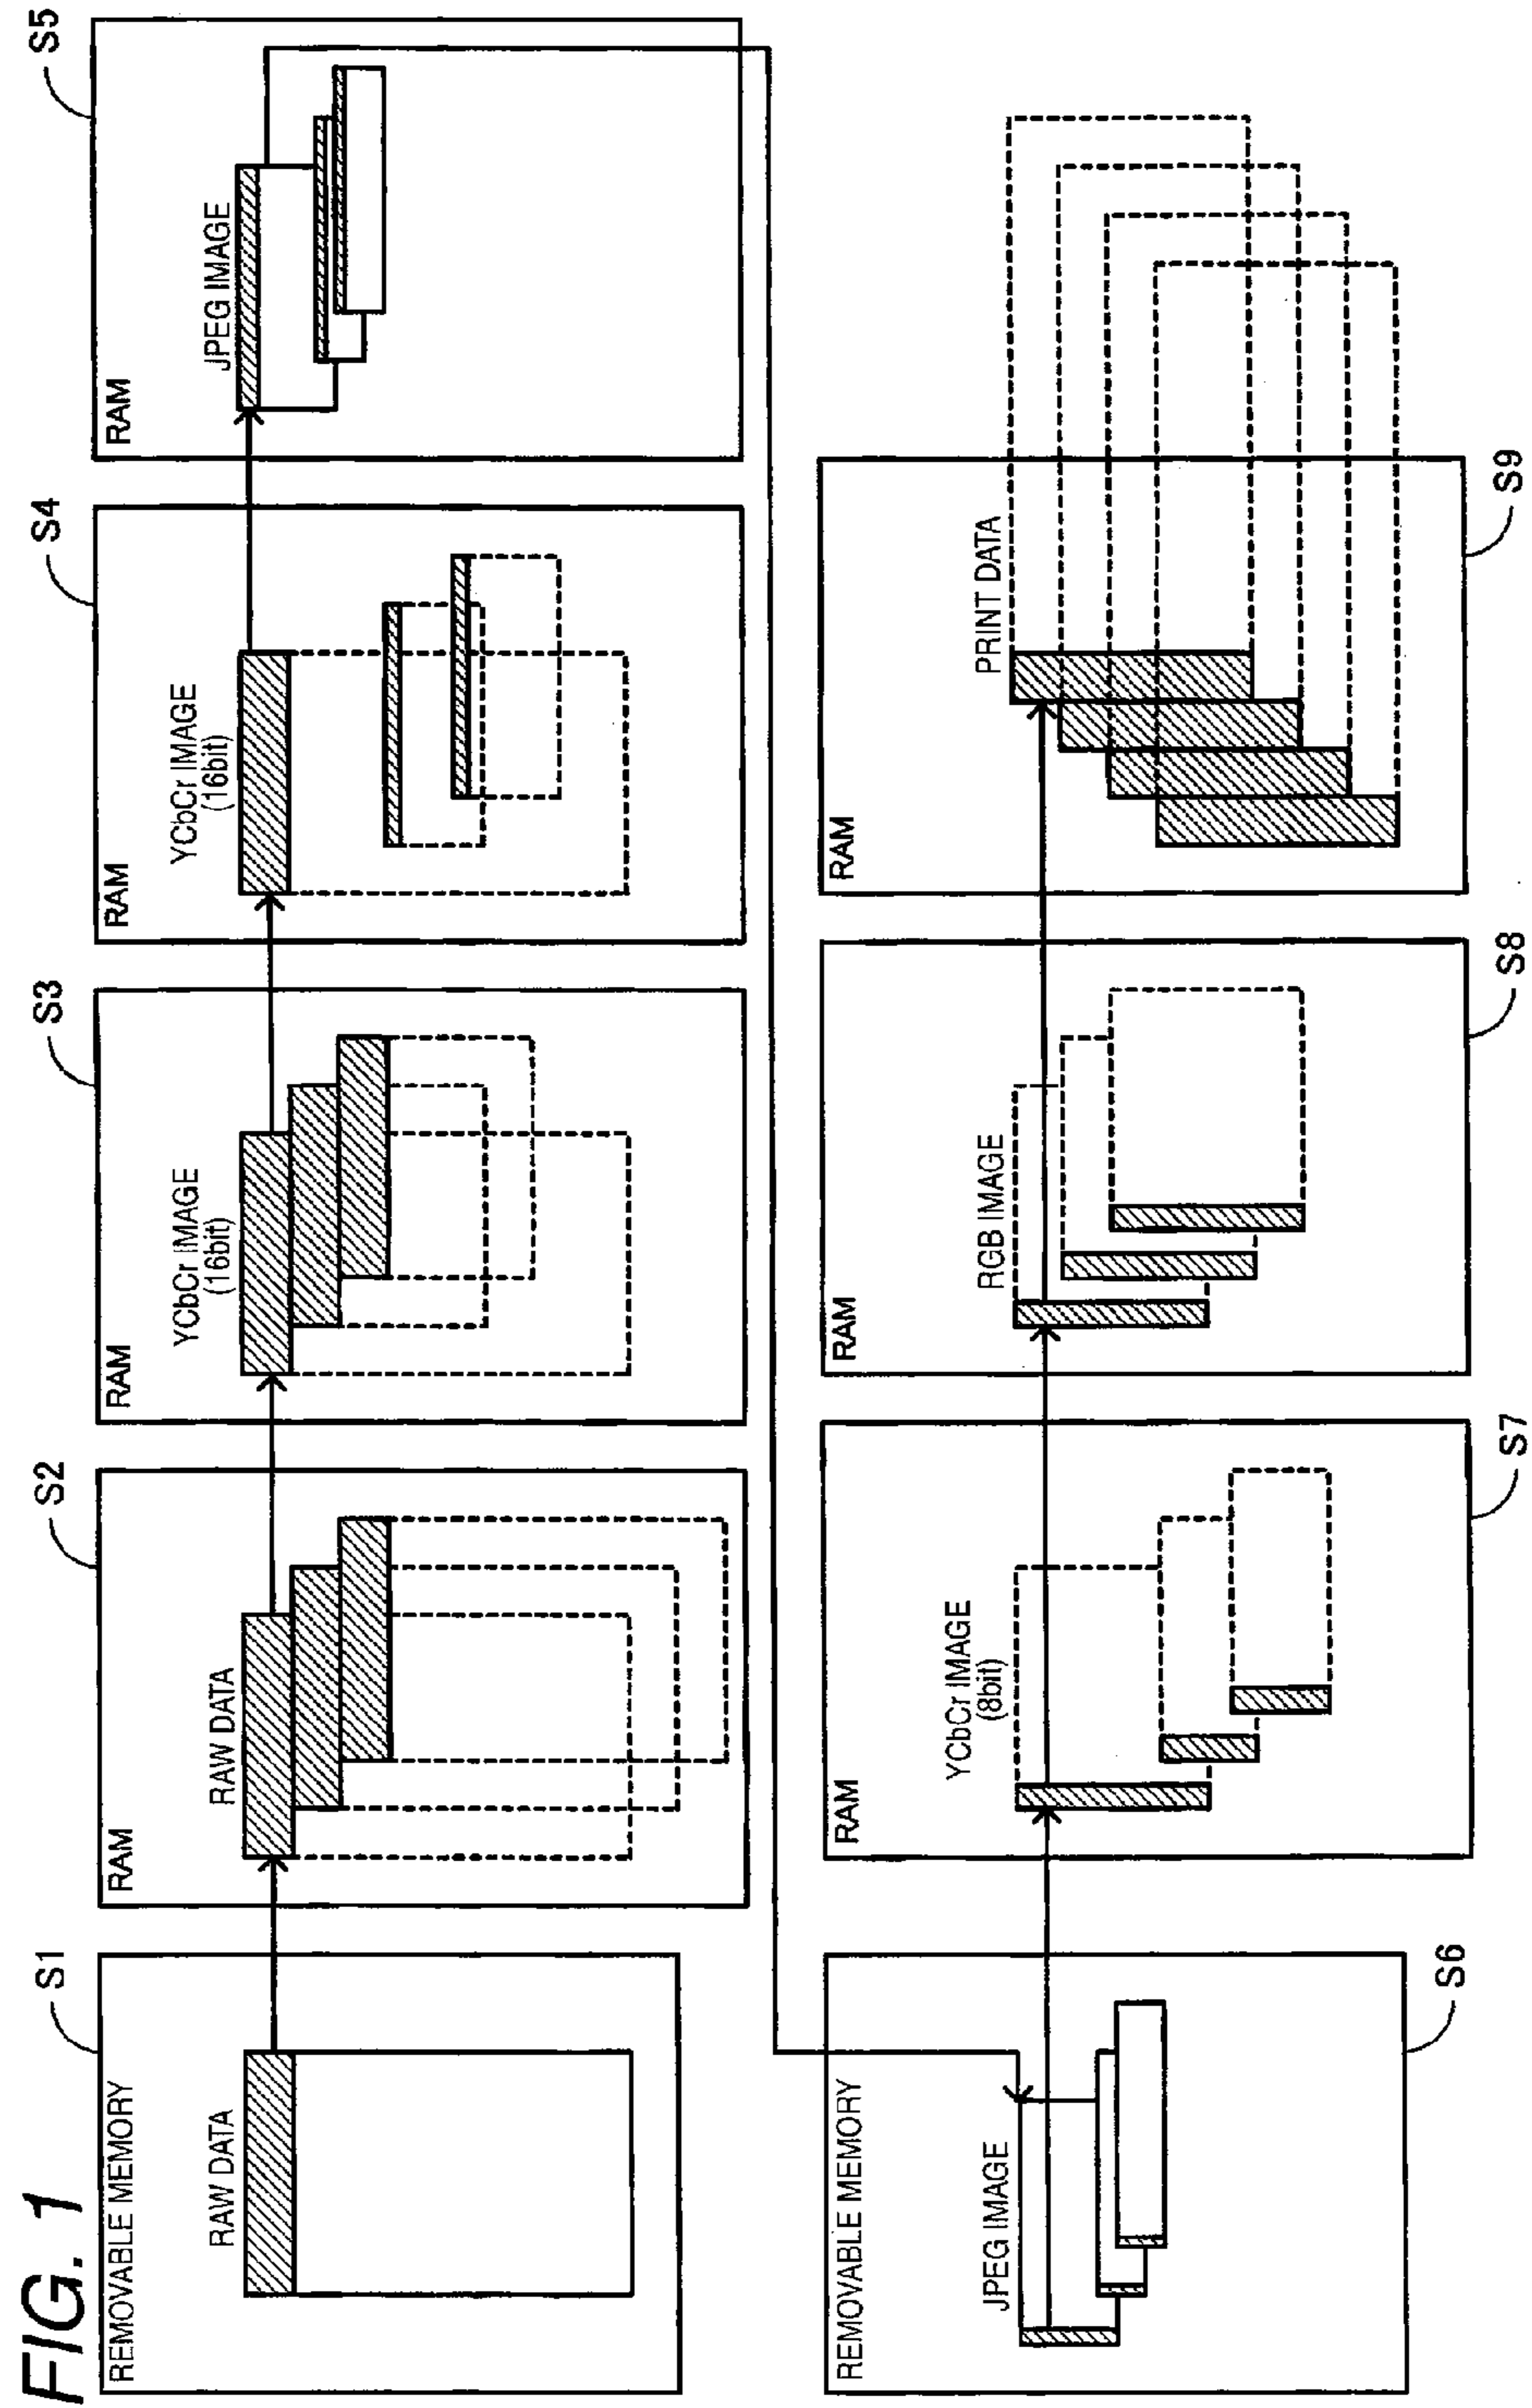 FIG. 1
S1
REMOVABLE MEMORY
RAW DATA
S2
RAM
RAW DATA
S3
RAM
YCbCr IMAGE
(16bit)
S4
RAM
YCbCr IMAGE
(16bit)
S5
RAM
JPEG IMAGE
REMOVABLE MEMORY
JPEG IMAGE
S6
RAM
YCbCr IMAGE
(8bit)
S7
RAM
RGB IMAGE
S8
RAM
PRINT DATA
S9